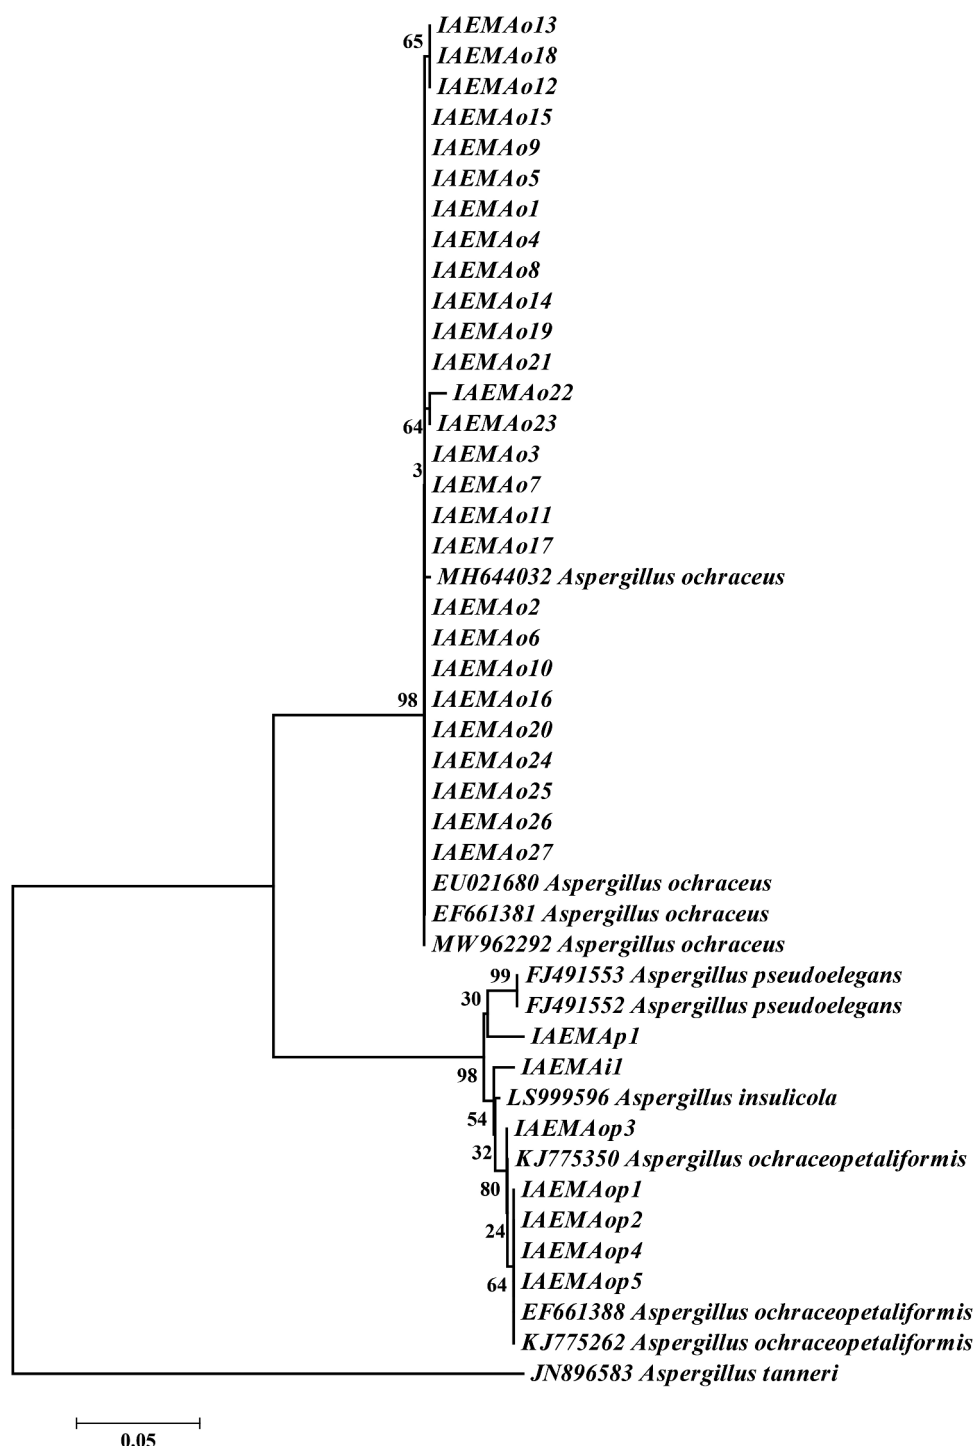 65
IAEMAo13
IAEMAo18
IAEMAo12
IAEMAo15
IAEMAo9
IAEMAo5
IAEMAo1
IAEMAo4
IAEMAo8
IAEMAo14
IAEMAo19
IAEMAo21
IAEMAo22
64
IAEMAo23
IAEMAo3
3
IAEMAo7
IAEMAo11
IAEMAo17
MH644032 Aspergillus ochraceus
IAEMAo2
IAEMAo6
IAEMAo10
98
IAEMAo16
IAEMAo20
IAEMAo24
IAEMAo25
IAEMAo26
IAEMAo27
EU021680 Aspergillus ochraceus
EF661381 Aspergillus ochraceus
MW962292 Aspergillus ochraceus
99
FJ491553 Aspergillus pseudoelegans
30
FJ491552 Aspergillus pseudoelegans
IAEMAp1
98
IAEMAi1
LS999596 Aspergillus insulicola
54
IAEMAop3
32
KJ775350 Aspergillus ochraceopetaliformis
80
IAEMAop1
IAEMAop2
24
IAEMAop4
64
IAEMAop5
EF661388 Aspergillus ochraceopetaliformis
KJ775262 Aspergillus ochraceopetaliformis
JN896583 Aspergillus tanneri
0.05